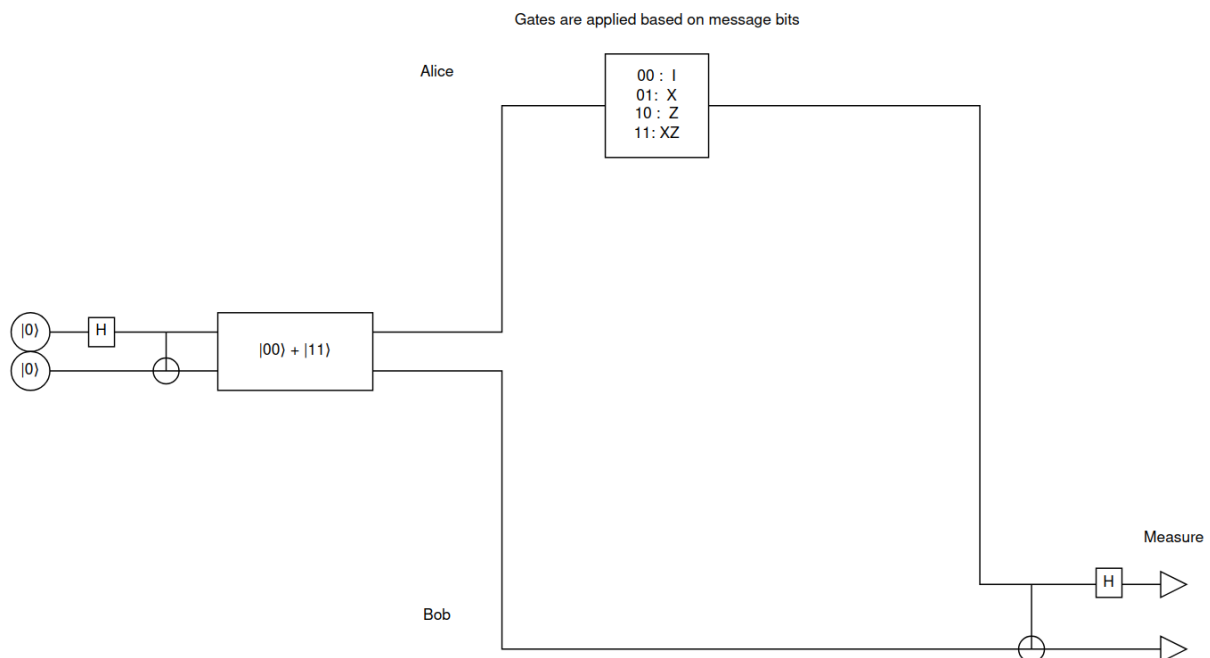 Gates are applied based on message bits
Alice
00 : I
01: X
10 : Z
11: XZ
|0⟩
H
|0⟩
|00⟩ + |11⟩
Measure
H
Bob